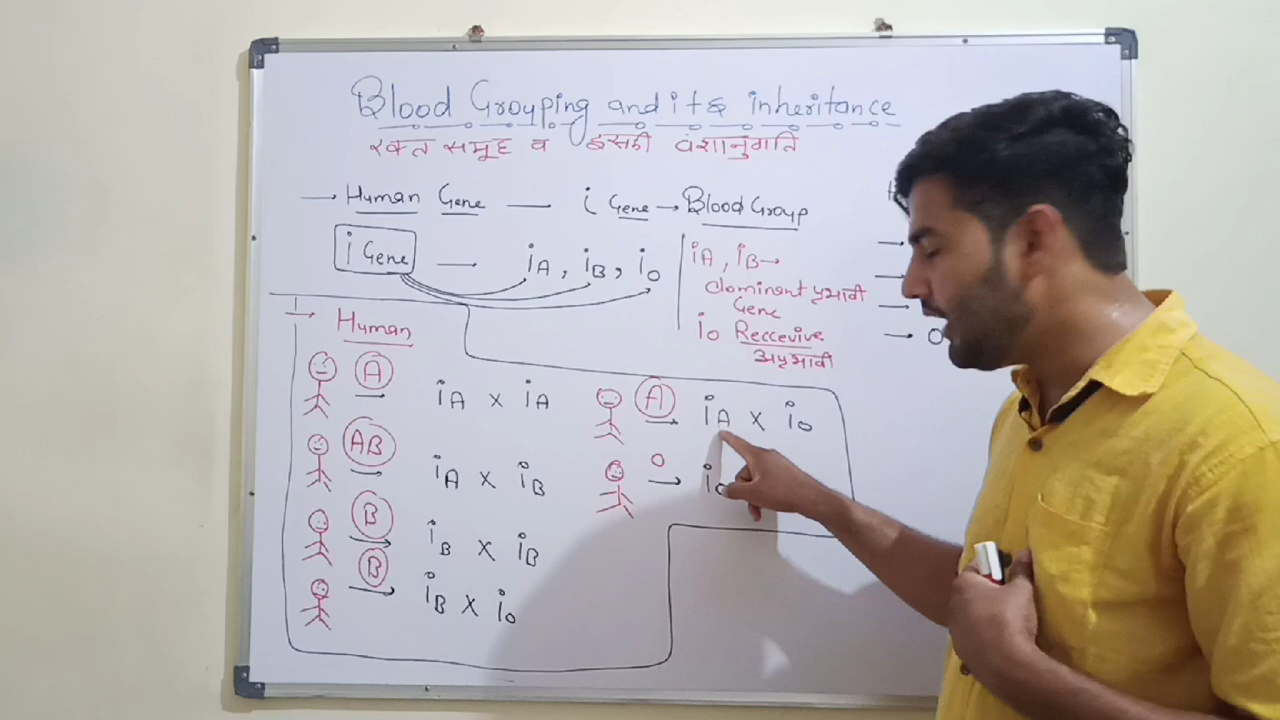 Blood Grouping and its inheritance
रक्त समूह व इसकी वंशानुगति
→ Human Gene — i Gene → Blood Group
i Gene — iA, iB, iO
iA, iB→
dominent प्रभावी
Gene
iO Reccevive
अप्रभावी
→ Human
A → iA x iA
AB → iA x iB
B → iB x iB
B → iB x iO
A → iA x iO
O → iO
→
→
→
→ O